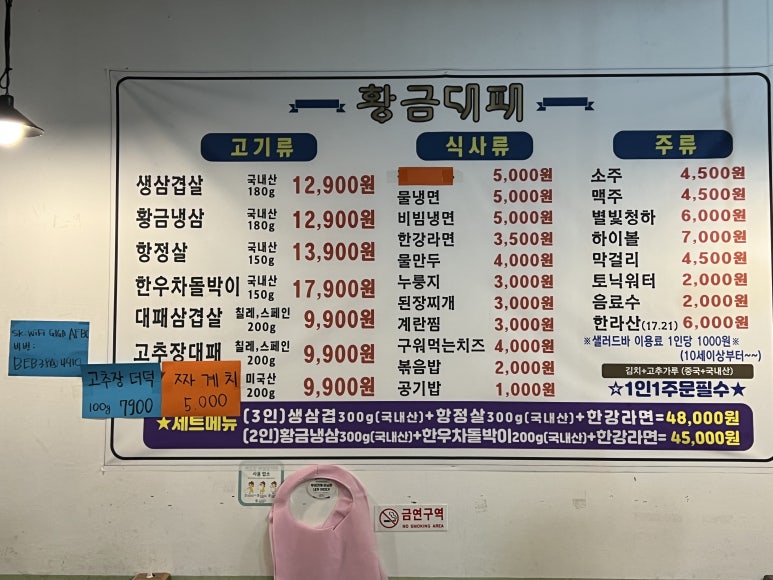 황금대패
고기류
생삼겹살 국내산 180g 12,900원
황금냉삼 국내산 180g 12,900원
항정살 국내산 150g 13,900원
한우차돌박이 국내산 150g 17,900원
대패삼겹살 칠레,스페인 200g 9,900원
고추장대패 칠레,스페인 200g 9,900원
미국산 200g 9,900원
식사류
5,000원
물냉면 5,000원
비빔냉면 5,000원
한강라면 3,500원
물만두 4,000원
누룽지 3,000원
된장찌개 3,000원
계란찜 3,000원
구워먹는치즈 4,000원
볶음밥 2,000원
공기밥 1,000원
주류
소주 4,500원
맥주 4,500원
별빛청하 6,000원
하이볼 7,000원
막걸리 4,500원
토닉워터 2,000원
음료수 2,000원
한라산(17.21) 6,000원
※샐러드바 이용료 1인당 1000원※
(10세이상부터~~)
김치+고추가루 (중국+국내산)
☆1인1주문필수★
★세트메뉴
(3인)생삼겹300g(국내산)+항정살300g(국내산)+한강라면=48,000원
(2인)황금냉삼300g(국내산)+한우차돌박이200g(국내산)+한강라면=45,000원
고추장 더덕
100g 7900
짜 게 치
5.000
금연구역
NO SMOKING AREA